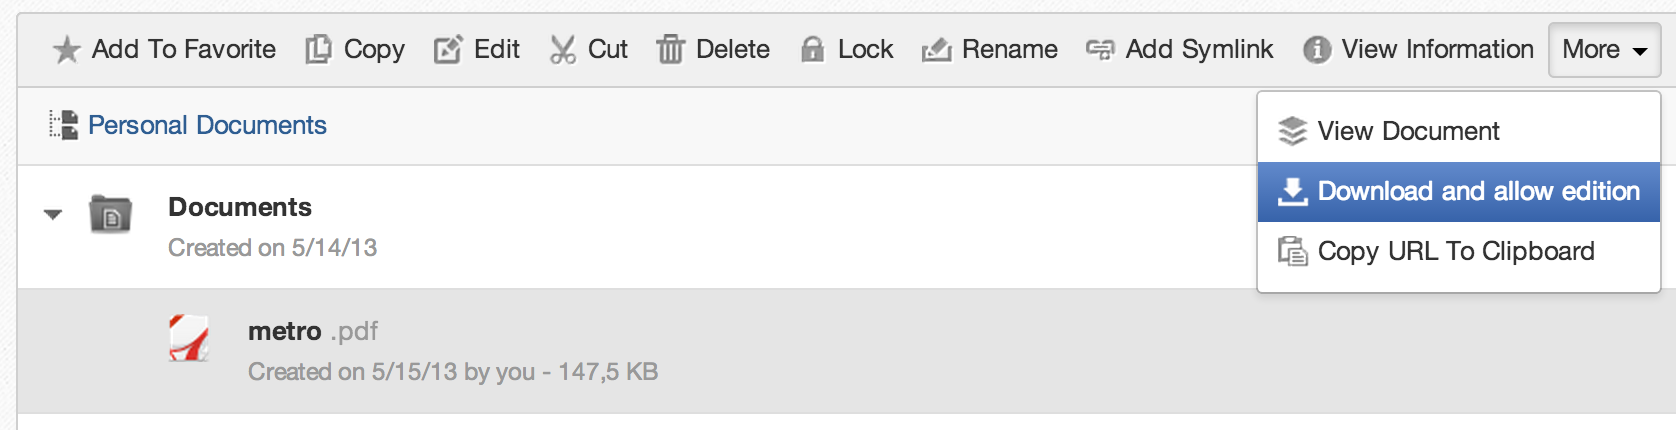 Add To Favorite Copy Edit Cut Delete Lock Rename Add Symlink View Information More
Personal Documents
View Document
Download and allow edition
Copy URL To Clipboard
Documents
Created on 5/14/13
metro .pdf
Created on 5/15/13 by you - 147,5 KB